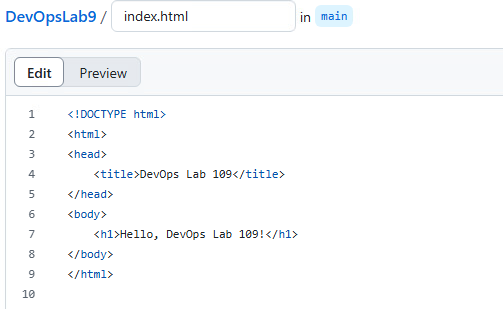 DevOpsLab9 / index.html in main
Edit Preview
1 <!DOCTYPE html>
2 <html>
3 <head>
4     <title>DevOps Lab 109</title>
5 </head>
6 <body>
7     <h1>Hello, DevOps Lab 109!</h1>
8 </body>
9 </html>
10